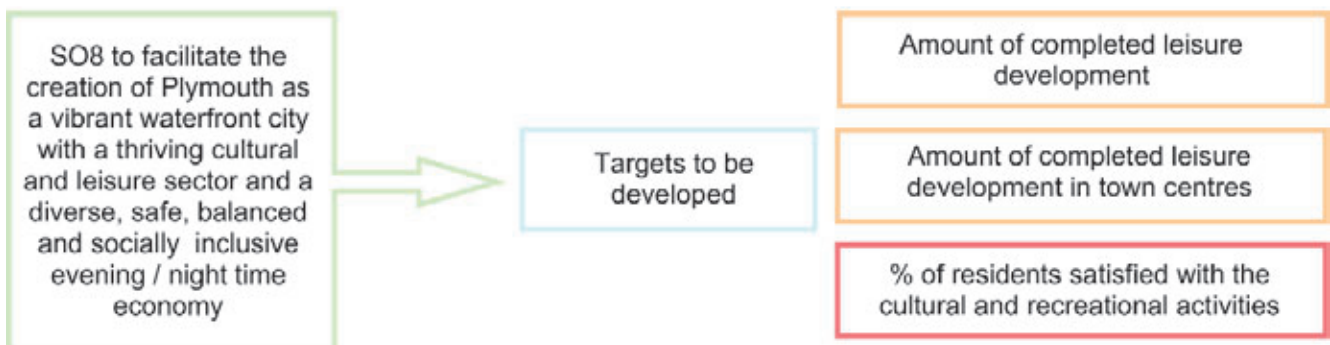 SO8 to facilitate the
creation of Plymouth as
a vibrant waterfront city
with a thriving cultural
and leisure sector and a
diverse, safe, balanced
and socially inclusive
evening / night time
economy
Targets to be
developed
Amount of completed leisure
development
Amount of completed leisure
development in town centres
% of residents satisfied with the
cultural and recreational activities